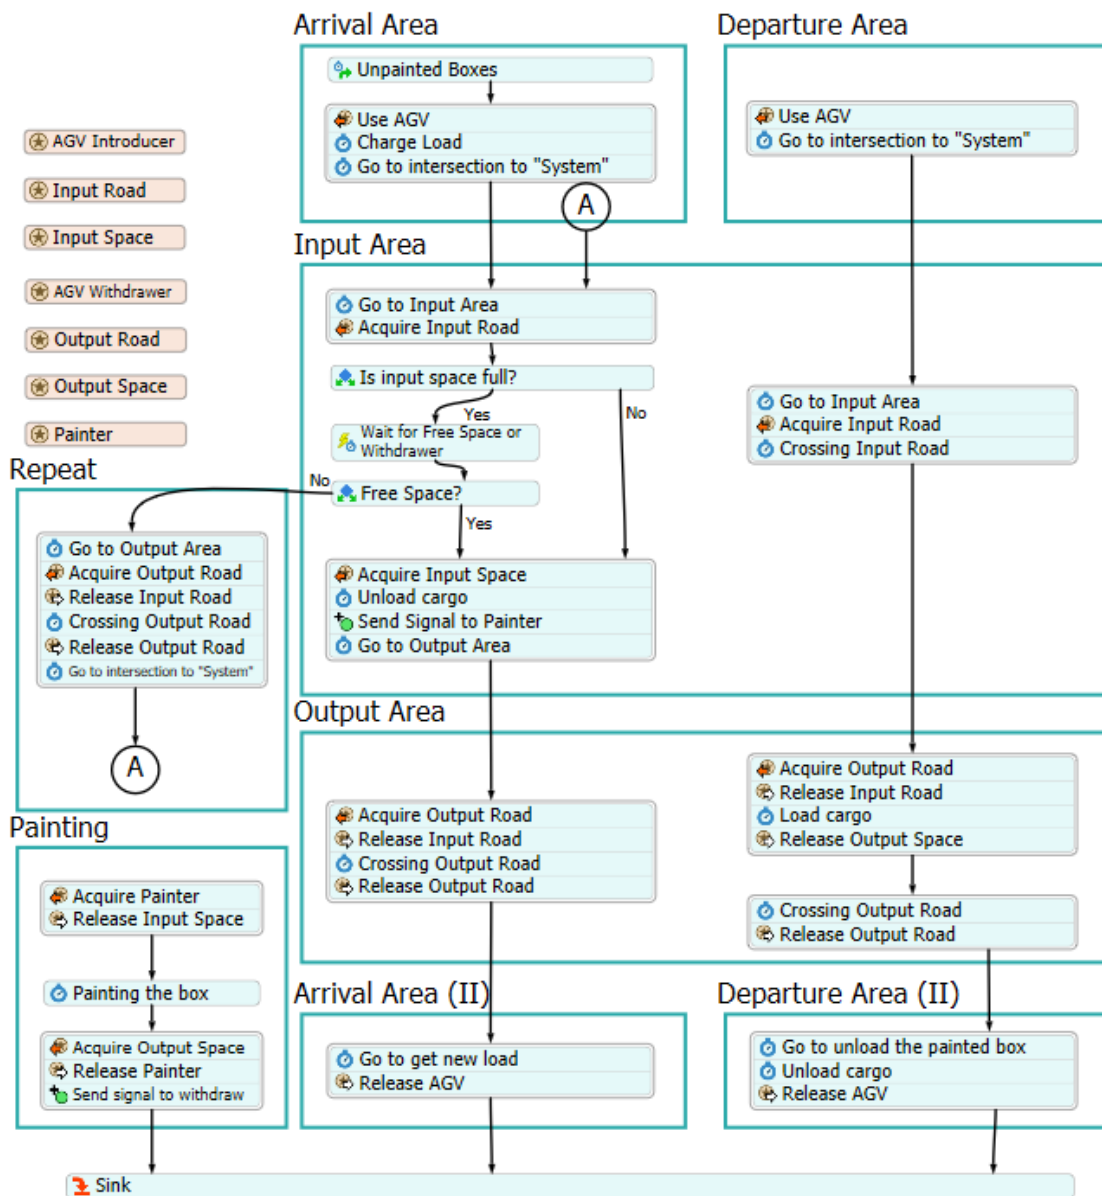 Arrival Area
Departure Area
Unpainted Boxes
Use AGV
Charge Load
Go to intersection to "System"
A
Use AGV
Go to intersection to "System"
AGV Introducer
Input Road
Input Space
AGV Withdrawer
Output Road
Output Space
Painter
Input Area
Go to Input Area
Acquire Input Road
Is input space full?
Yes
No
Wait for Free Space or
Withdrawer
Free Space?
No
Yes
Acquire Input Space
Unload cargo
Send Signal to Painter
Go to Output Area
Go to Input Area
Acquire Input Road
Crossing Input Road
Repeat
Go to Output Area
Acquire Output Road
Release Input Road
Crossing Output Road
Release Output Road
Go to intersection to "System"
A
Output Area
Acquire Output Road
Release Input Road
Crossing Output Road
Release Output Road
Acquire Output Road
Release Input Road
Load cargo
Release Output Space
Crossing Output Road
Release Output Road
Painting
Acquire Painter
Release Input Space
Painting the box
Acquire Output Space
Release Painter
Send signal to withdraw
Arrival Area (II)
Go to get new load
Release AGV
Departure Area (II)
Go to unload the painted box
Unload cargo
Release AGV
Sink